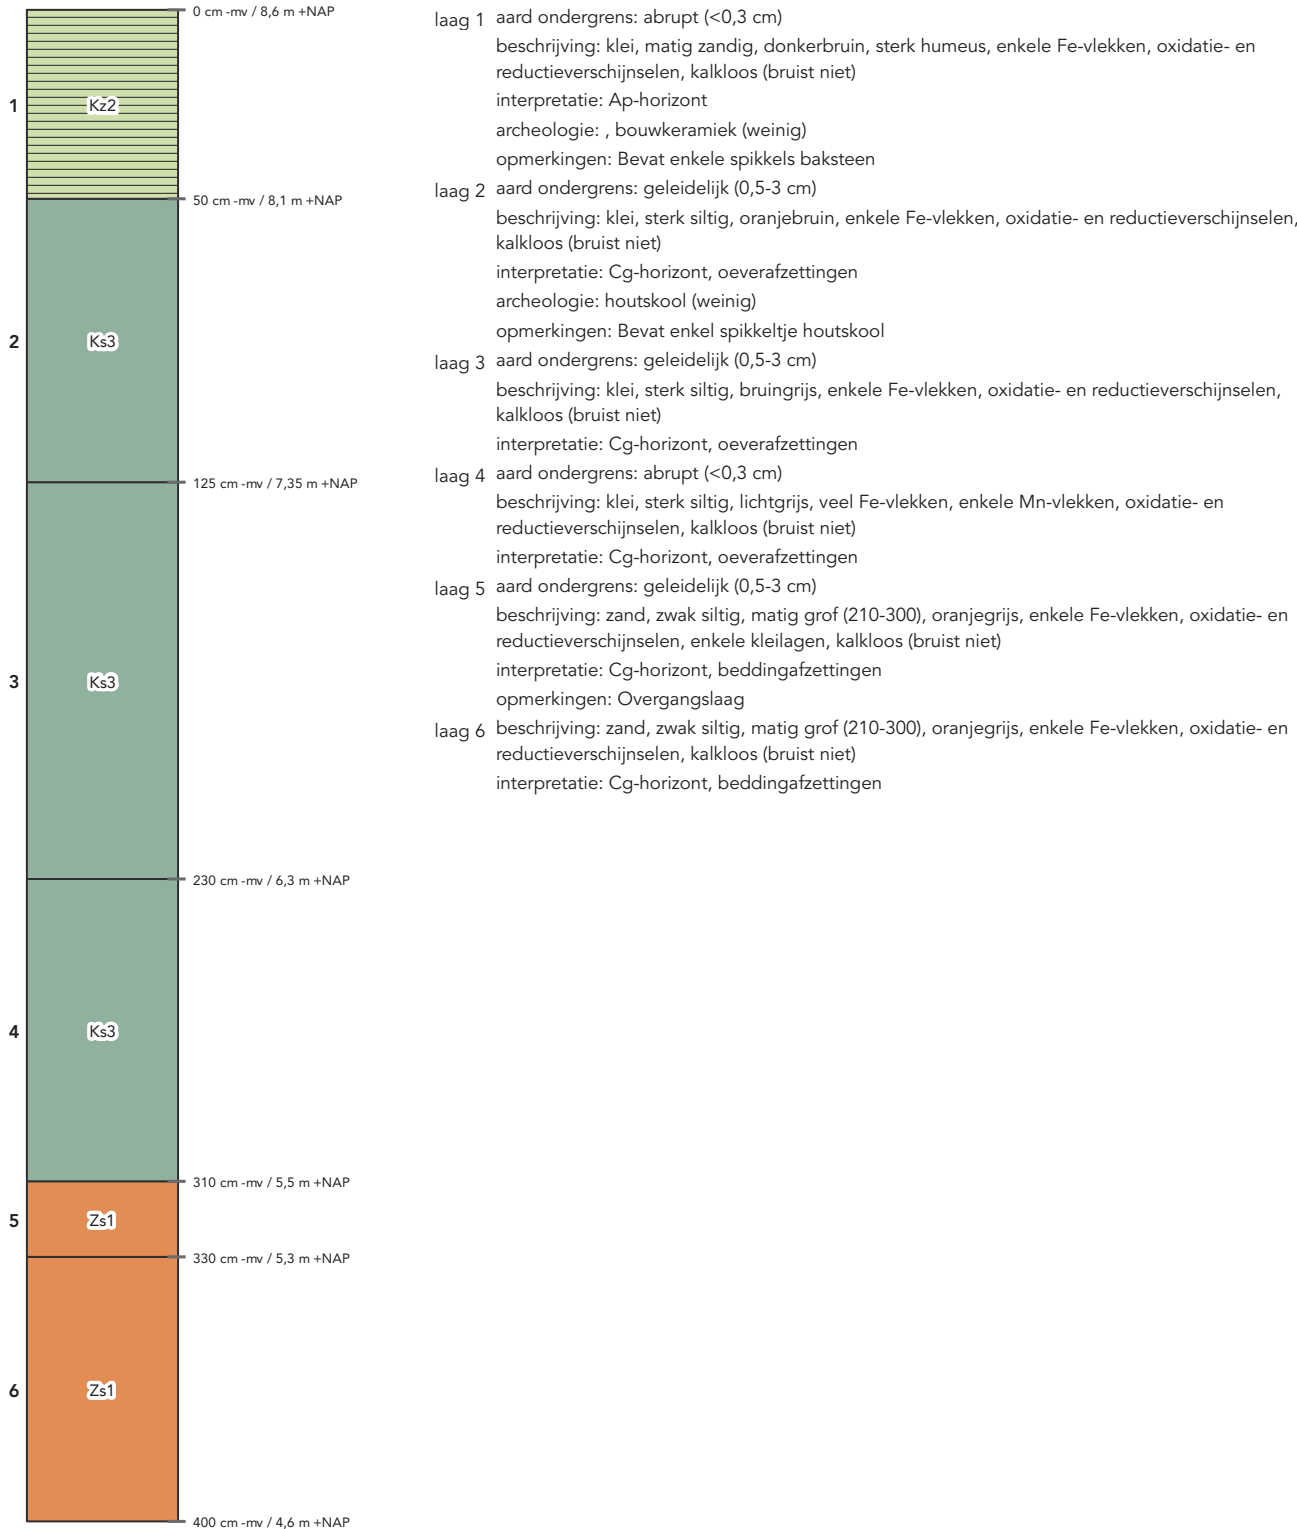 0 cm -mv / 8,6 m +NAP
1
Kz2
50 cm -mv / 8,1 m +NAP
2
Ks3
125 cm -mv / 7,35 m +NAP
3
Ks3
230 cm -mv / 6,3 m +NAP
4
Ks3
310 cm -mv / 5,5 m +NAP
5
Zs1
330 cm -mv / 5,3 m +NAP
6
Zs1
400 cm -mv / 4,6 m +NAP
laag 1 aard ondergrens: abrupt (<0,3 cm)
beschrijving: klei, matig zandig, donkerbruin, sterk humeus, enkele Fe-vlekken, oxidatie- en
reductieverschijnselen, kalkloos (bruist niet)
interpretatie: Ap-horizont
archeologie: , bouwkeramiek (weinig)
opmerkingen: Bevat enkele spikkels baksteen
laag 2 aard ondergrens: geleidelijk (0,5-3 cm)
beschrijving: klei, sterk siltig, oranjebruin, enkele Fe-vlekken, oxidatie- en reductieverschijnselen,
kalkloos (bruist niet)
interpretatie: Cg-horizont, oeverafzettingen
archeologie: houtskool (weinig)
opmerkingen: Bevat enkel spikkeltje houtskool
laag 3 aard ondergrens: geleidelijk (0,5-3 cm)
beschrijving: klei, sterk siltig, bruingrijs, enkele Fe-vlekken, oxidatie- en reductieverschijnselen,
kalkloos (bruist niet)
interpretatie: Cg-horizont, oeverafzettingen
laag 4 aard ondergrens: abrupt (<0,3 cm)
beschrijving: klei, sterk siltig, lichtgrijs, veel Fe-vlekken, enkele Mn-vlekken, oxidatie- en
reductieverschijnselen, kalkloos (bruist niet)
interpretatie: Cg-horizont, oeverafzettingen
laag 5 aard ondergrens: geleidelijk (0,5-3 cm)
beschrijving: zand, zwak siltig, matig grof (210-300), oranjegrijs, enkele Fe-vlekken, oxidatie- en
reductieverschijnselen, enkele kleilagen, kalkloos (bruist niet)
interpretatie: Cg-horizont, beddingafzettingen
opmerkingen: Overgangslaag
laag 6 beschrijving: zand, zwak siltig, matig grof (210-300), oranjegrijs, enkele Fe-vlekken, oxidatie- en
reductieverschijnselen, kalkloos (bruist niet)
interpretatie: Cg-horizont, beddingafzettingen